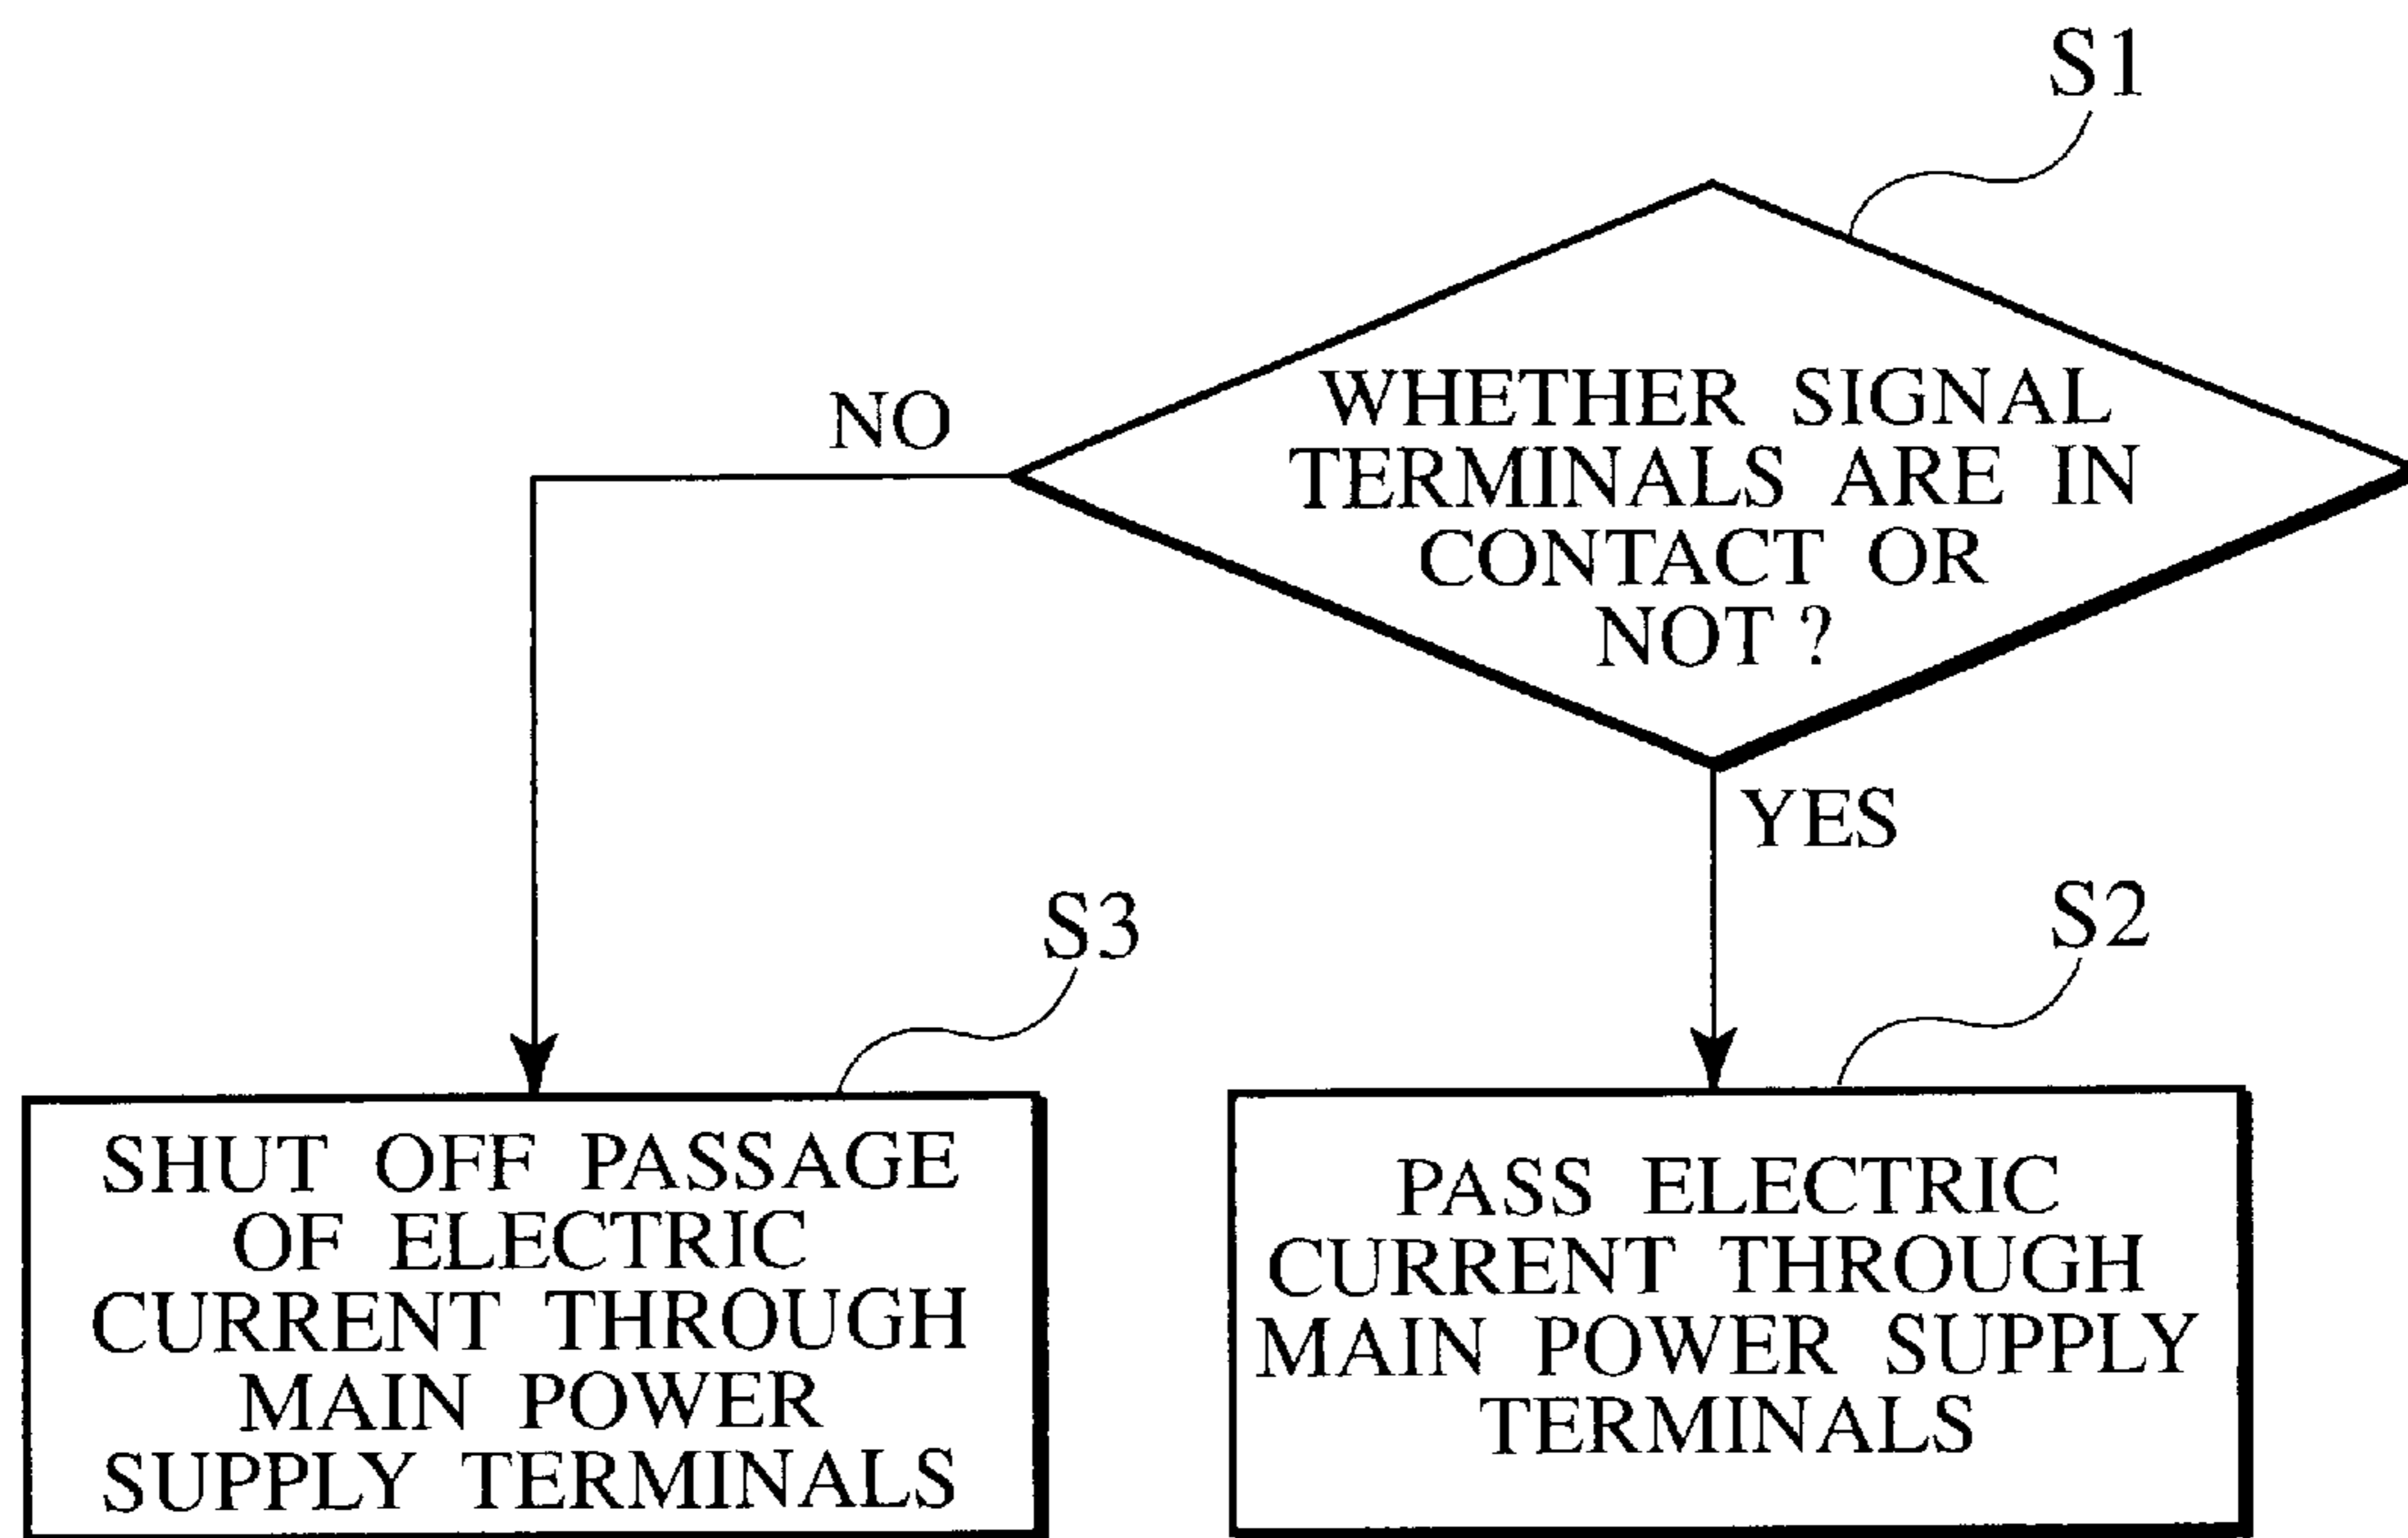 S1
WHETHER SIGNAL
TERMINALS ARE IN
CONTACT OR
NOT ?
NO
YES
S3
S2
SHUT OFF PASSAGE
OF ELECTRIC
CURRENT THROUGH
MAIN POWER
SUPPLY TERMINALS
PASS ELECTRIC
CURRENT THROUGH
MAIN POWER SUPPLY
TERMINALS